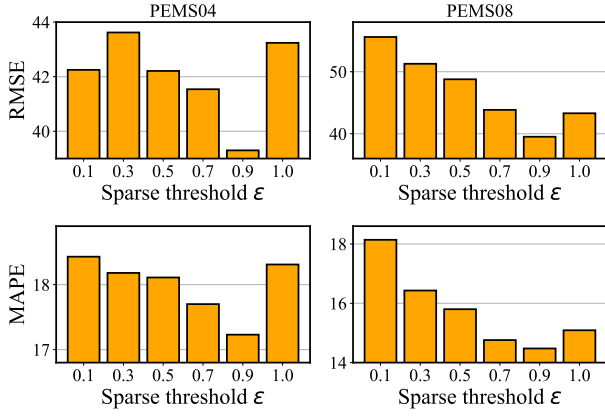 PEMS04
PEMS08
RMSE
44
42
40
0.1 0.3 0.5 0.7 0.9 1.0
Sparse threshold ε
50
40
0.1 0.3 0.5 0.7 0.9 1.0
Sparse threshold ε
MAPE
18
17
0.1 0.3 0.5 0.7 0.9 1.0
Sparse threshold ε
18
16
14
0.1 0.3 0.5 0.7 0.9 1.0
Sparse threshold ε